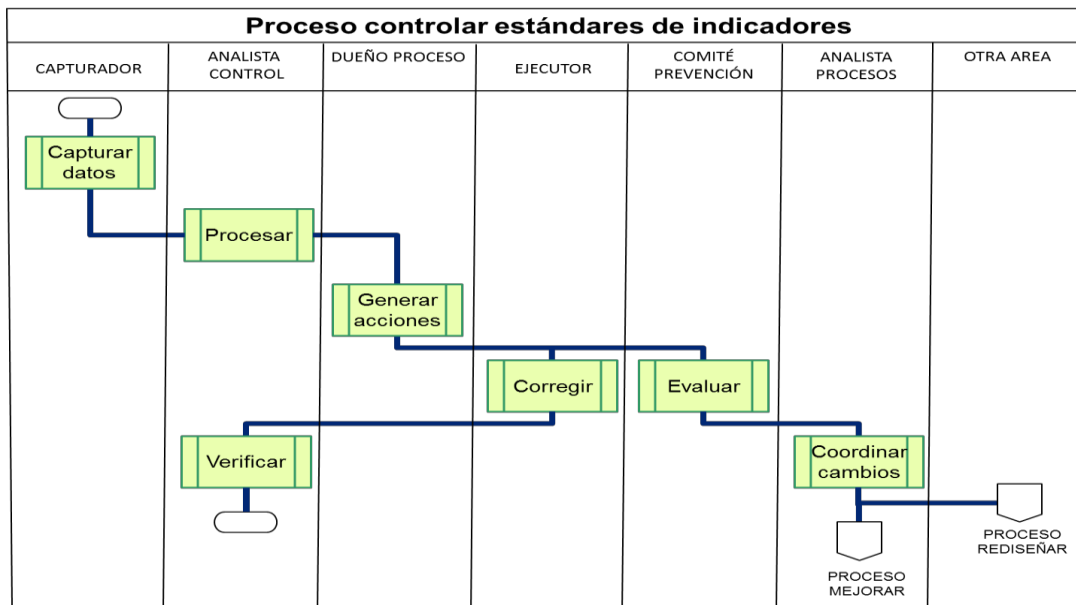 Proceso controlar estándares de indicadores
CAPTURADOR
ANALISTA
CONTROL
DUEÑO PROCESO
EJECUTOR
COMITÉ
PREVENCIÓN
ANALISTA
PROCESOS
OTRA AREA
Capturar
datos
Procesar
Generar
acciones
Corregir
Evaluar
Verificar
Coordinar
cambios
PROCESO
REDISEÑAR
PROCESO
MEJORAR